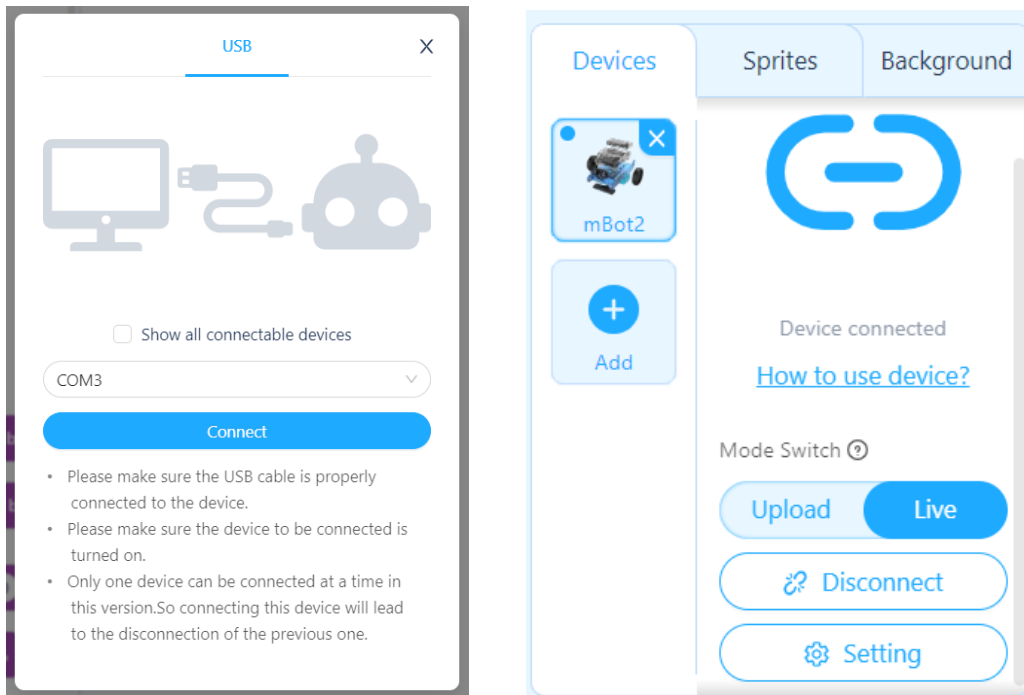 USB
Show all connectable devices
COM3
Connect
• Please make sure the USB cable is properly
connected to the device.
• Please make sure the device to be connected is
turned on.
• Only one device can be connected at a time in
this version.So connecting this device will lead
to the disconnection of the previous one.
Devices
Sprites
Background
mBot2
Add
Device connected
How to use device?
Mode Switch
Upload
Live
Disconnect
Setting